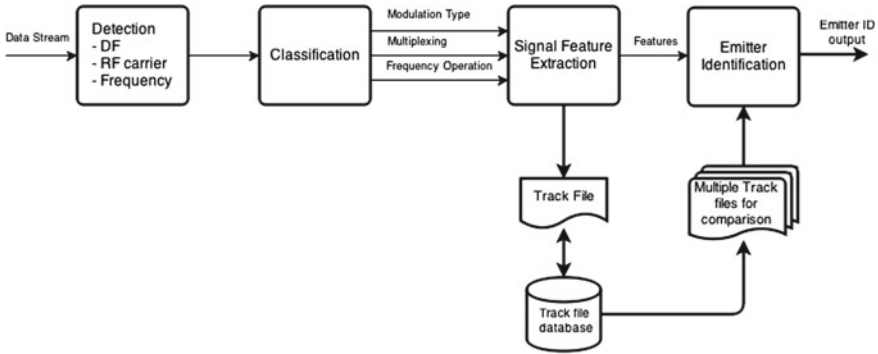 Data Stream
Detection
- DF
- RF carrier
- Frequency
Classification
Modulation Type
Multiplexing
Frequency Operation
Signal Feature
Extraction
Features
Emitter
Identification
Emitter ID
output
Track File
Multiple Track
files for
comparison
Track file
database